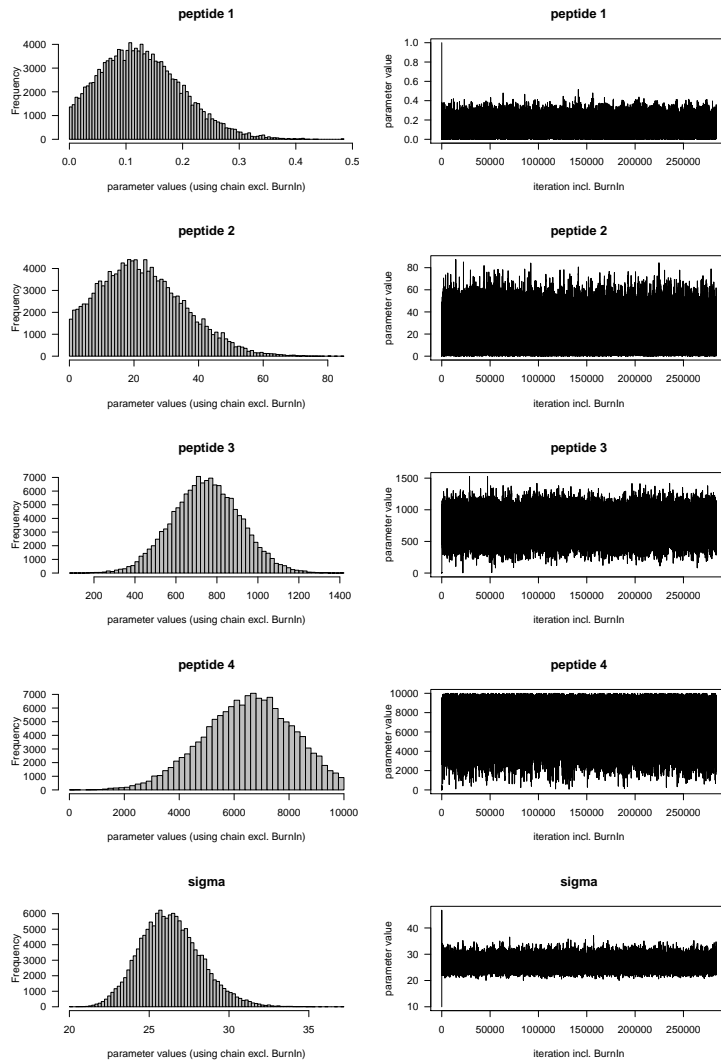 peptide 1
Frequency
4000
3000
2000
1000
0
0.0 0.1 0.2 0.3 0.4 0.5
parameter values (using chain excl. BurnIn)
peptide 1
parameter value
1.0
0.8
0.6
0.4
0.2
0.0
0 50000 100000 150000 200000 250000
iteration incl. BurnIn
peptide 2
Frequency
4000
3000
2000
1000
0
0 20 40 60 80
parameter values (using chain excl. BurnIn)
peptide 2
parameter value
80
60
40
20
0
0 50000 100000 150000 200000 250000
iteration incl. BurnIn
peptide 3
Frequency
7000
6000
5000
4000
3000
2000
1000
0
200 400 600 800 1000 1200 1400
parameter values (using chain excl. BurnIn)
peptide 3
parameter value
1500
1000
500
0
0 50000 100000 150000 200000 250000
iteration incl. BurnIn
peptide 4
Frequency
7000
6000
5000
4000
3000
2000
1000
0
0 2000 4000 6000 8000 10000
parameter values (using chain excl. BurnIn)
peptide 4
parameter value
10000
8000
6000
4000
2000
0
0 50000 100000 150000 200000 250000
iteration incl. BurnIn
sigma
Frequency
6000
5000
4000
3000
2000
1000
0
20 25 30 35
parameter values (using chain excl. BurnIn)
sigma
parameter value
40
30
20
10
0 50000 100000 150000 200000 250000
iteration incl. BurnIn